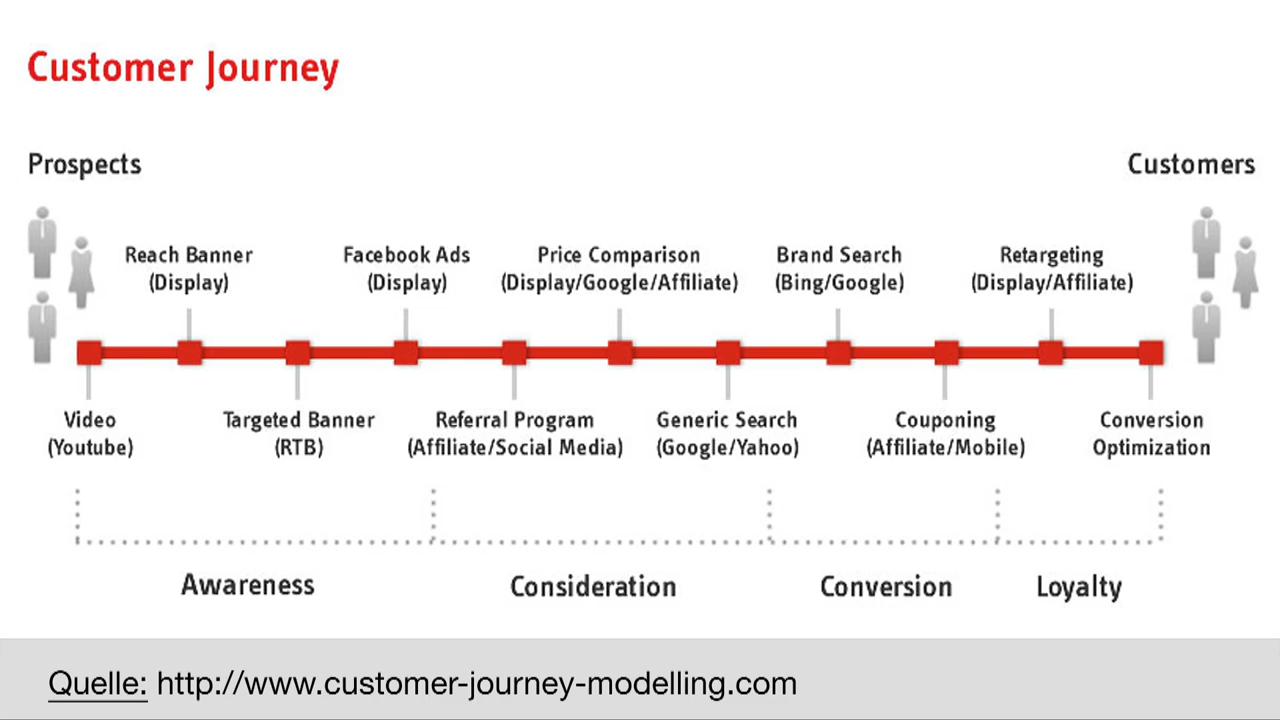 Customer Journey
Prospects
Customers
Reach Banner
(Display)
Facebook Ads
(Display)
Price Comparison
(Display/Google/Affiliate)
Brand Search
(Bing/Google)
Retargeting
(Display/Affiliate)
Video
(Youtube)
Targeted Banner
(RTB)
Referral Program
(Affiliate/Social Media)
Generic Search
(Google/Yahoo)
Couponing
(Affiliate/Mobile)
Conversion
Optimization
Awareness
Consideration
Conversion
Loyalty
Quelle: http://www.customer-journey-modelling.com